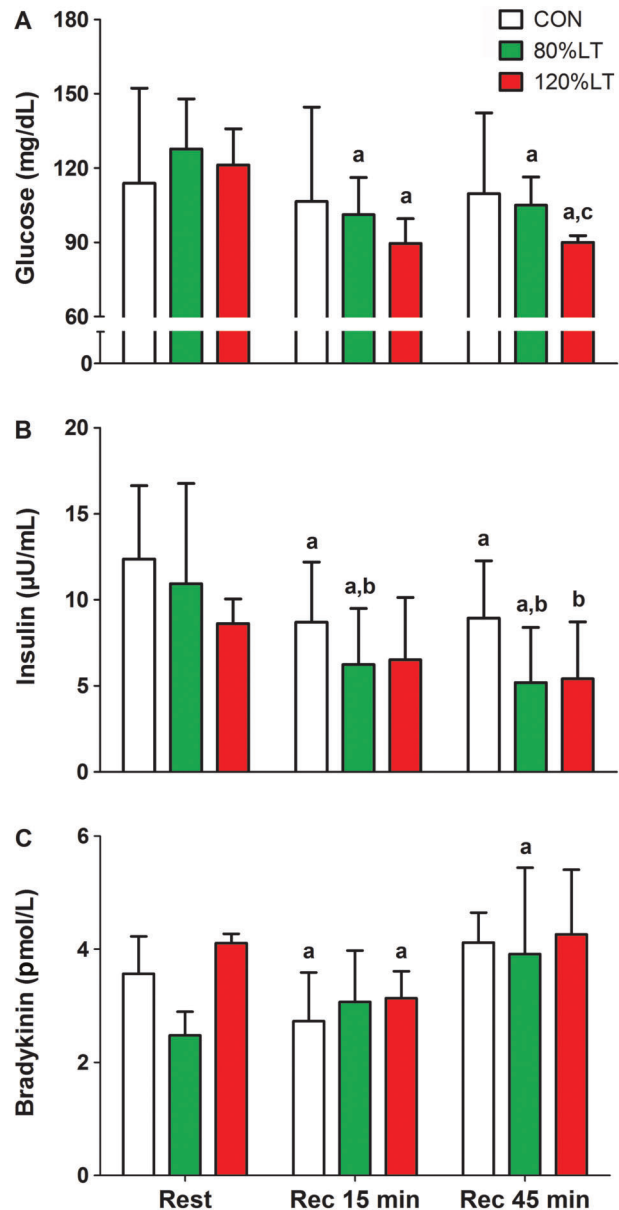 A
CON
80%LT
120%LT
Glucose (mg/dL)
180
150
120
90
60
0
a
a
a
a,c
B
Insulin (µU/mL)
20
15
10
5
0
a
a,b
a
a,b
b
C
Bradykinin (pmol/L)
6
4
2
0
a
a
a
Rest
Rec 15 min
Rec 45 min